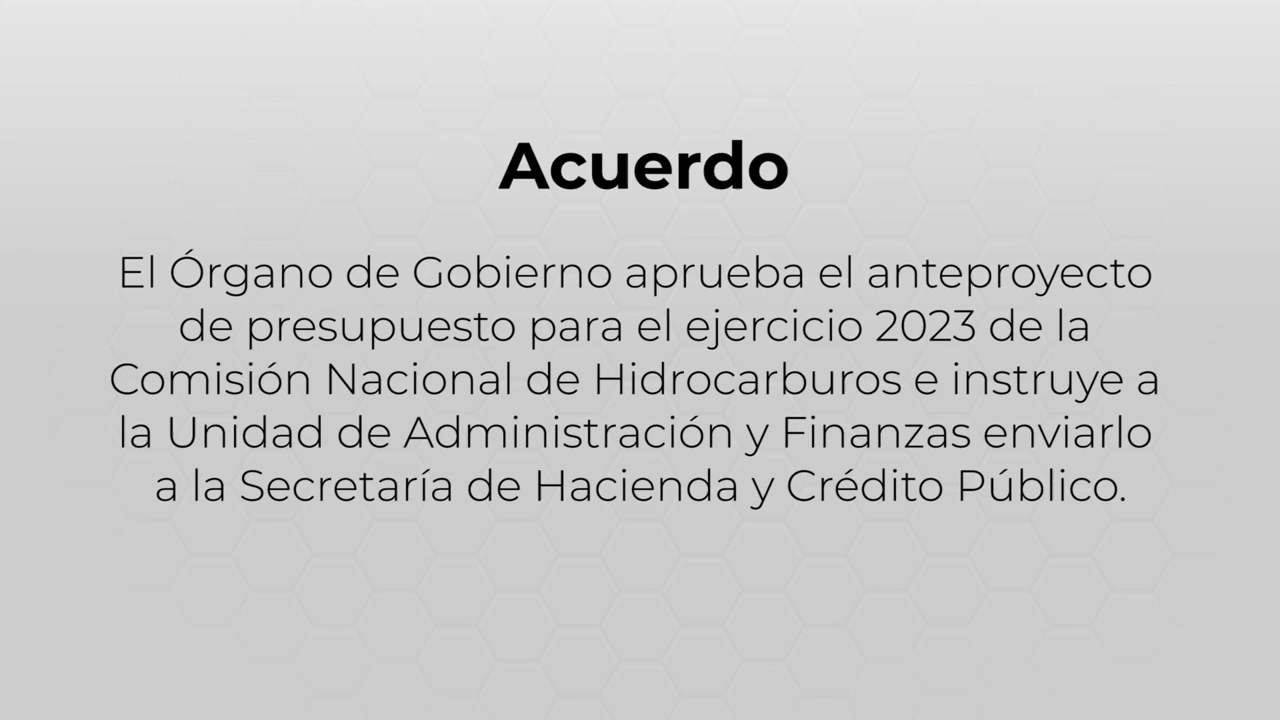 Acuerdo
El Órgano de Gobierno aprueba el anteproyecto
de presupuesto para el ejercicio 2023 de la
Comisión Nacional de Hidrocarburos e instruye a
la Unidad de Administración y Finanzas enviarlo
a la Secretaría de Hacienda y Crédito Público.